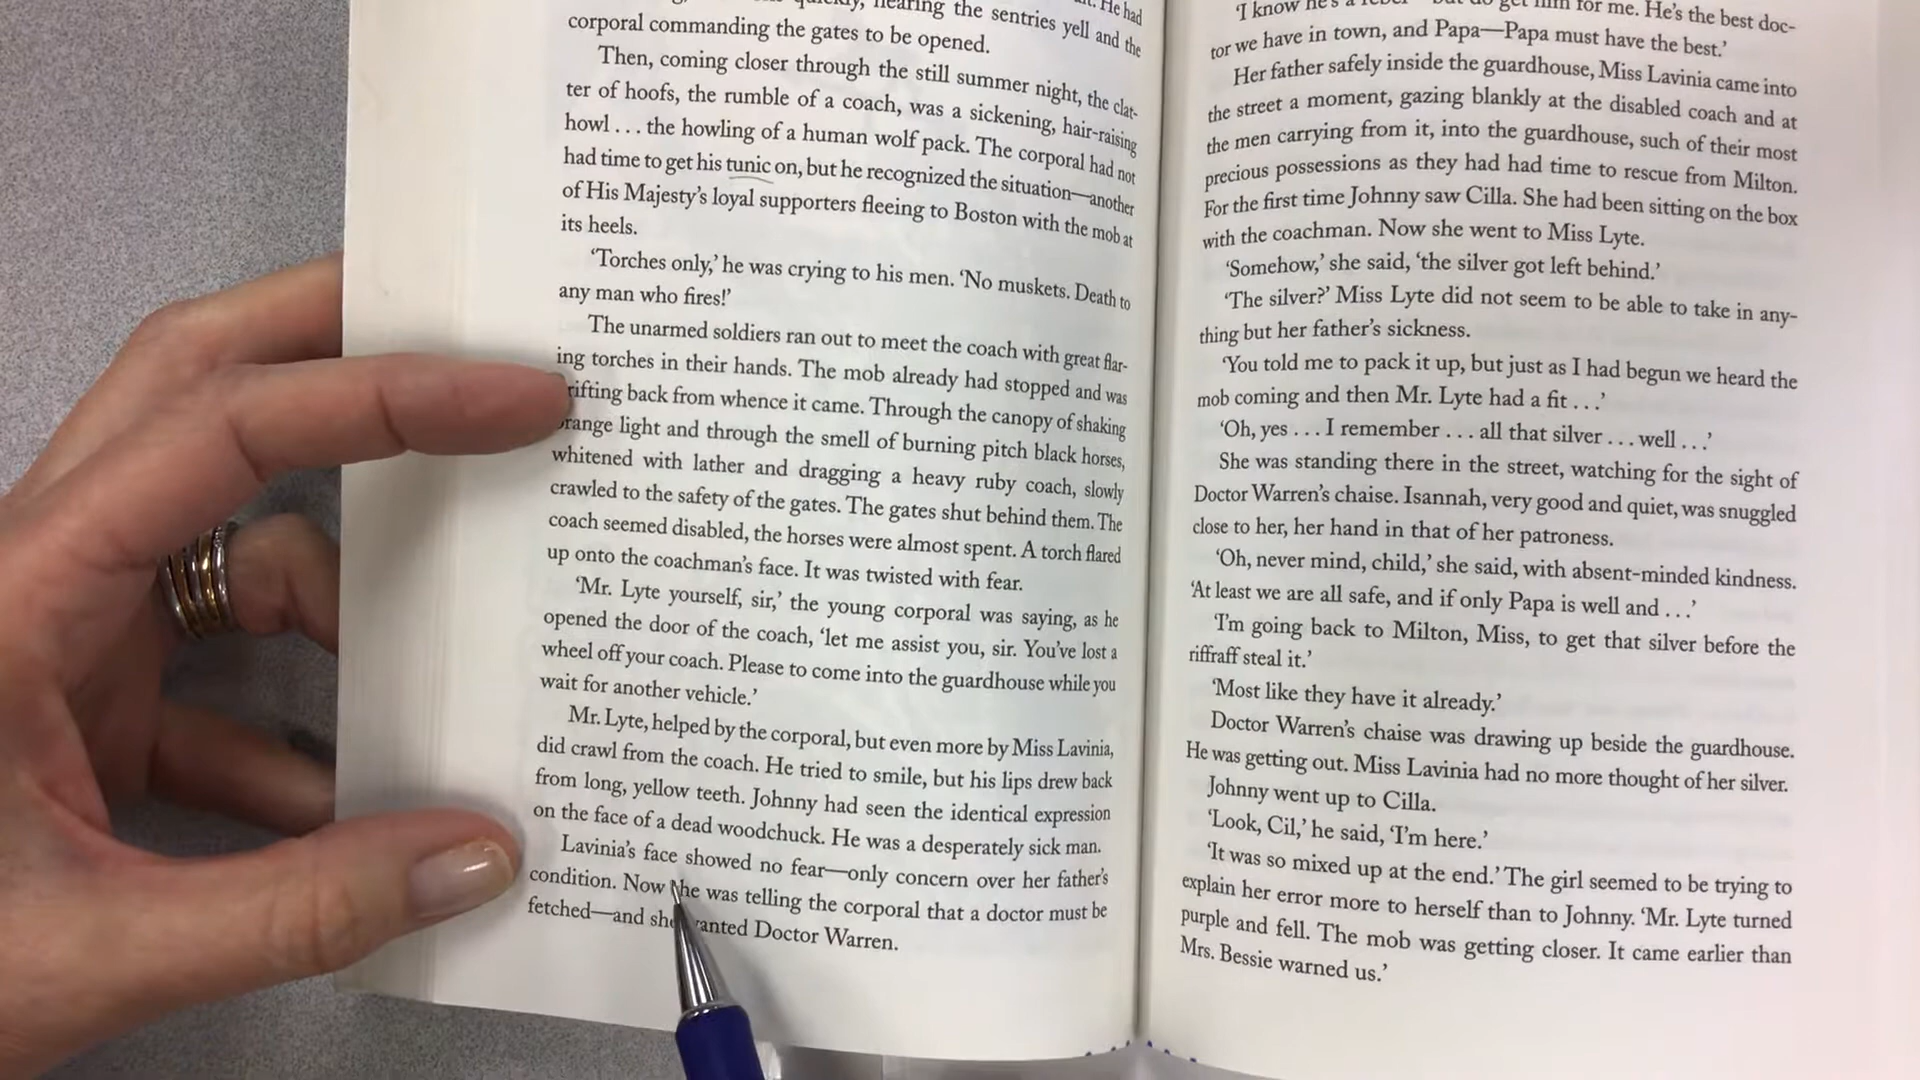 quickly, hearing the sentries yell and the
corporal commanding the gates to be opened.
Then, coming closer through the still summer night, the clat-
ter of hoofs, the rumble of a coach, was a sickening, hair-raising
howl . . . the howling of a human wolf pack. The corporal had not
had time to get his tunic on, but he recognized the situation—another
of His Majesty's loyal supporters fleeing to Boston with the mob at
its heels.
'Torches only,' he was crying to his men. 'No muskets. Death to
any man who fires!'
The unarmed soldiers ran out to meet the coach with great flar-
ing torches in their hands. The mob already had stopped and was
rifting back from whence it came. Through the canopy of shaking
orange light and through the smell of burning pitch black horses,
whitened with lather and dragging a heavy ruby coach, slowly
crawled to the safety of the gates. The gates shut behind them. The
coach seemed disabled, the horses were almost spent. A torch flared
up onto the coachman's face. It was twisted with fear.
'Mr. Lyte yourself, sir,' the young corporal was saying, as he
opened the door of the coach, 'let me assist you, sir. You've lost a
wheel off your coach. Please to come into the guardhouse while you
wait for another vehicle.'
Mr. Lyte, helped by the corporal, but even more by Miss Lavinia,
did crawl from the coach. He tried to smile, but his lips drew back
from long, yellow teeth. Johnny had seen the identical expression
on the face of a dead woodchuck. He was a desperately sick man.
Lavinia's face showed no fear—only concern over her father's
condition. Now she was telling the corporal that a doctor must be
fetched—and she wanted Doctor Warren.
'I know he's a rebel but do get him for me. He's the best doc-
tor we have in town, and Papa—Papa must have the best.'
Her father safely inside the guardhouse, Miss Lavinia came into
the street a moment, gazing blankly at the disabled coach and at
the men carrying from it, into the guardhouse, such of their most
precious possessions as they had had time to rescue from Milton.
For the first time Johnny saw Cilla. She had been sitting on the box
with the coachman. Now she went to Miss Lyte.
'Somehow,' she said, 'the silver got left behind.'
'The silver?' Miss Lyte did not seem to be able to take in any-
thing but her father's sickness.
'You told me to pack it up, but just as I had begun we heard the
mob coming and then Mr. Lyte had a fit . . .'
'Oh, yes . . . I remember . . . all that silver . . . well . . .'
She was standing there in the street, watching for the sight of
Doctor Warren's chaise. Isannah, very good and quiet, was snuggled
close to her, her hand in that of her patroness.
'Oh, never mind, child,' she said, with absent-minded kindness.
'At least we are all safe, and if only Papa is well and . . .'
'I'm going back to Milton, Miss, to get that silver before the
riffraff steal it.'
'Most like they have it already.'
Doctor Warren's chaise was drawing up beside the guardhouse.
He was getting out. Miss Lavinia had no more thought of her silver.
Johnny went up to Cilla.
'Look, Cil,' he said, 'I'm here.'
'It was so mixed up at the end.' The girl seemed to be trying to
explain her error more to herself than to Johnny. 'Mr. Lyte turned
purple and fell. The mob was getting closer. It came earlier than
Mrs. Bessie warned us.'